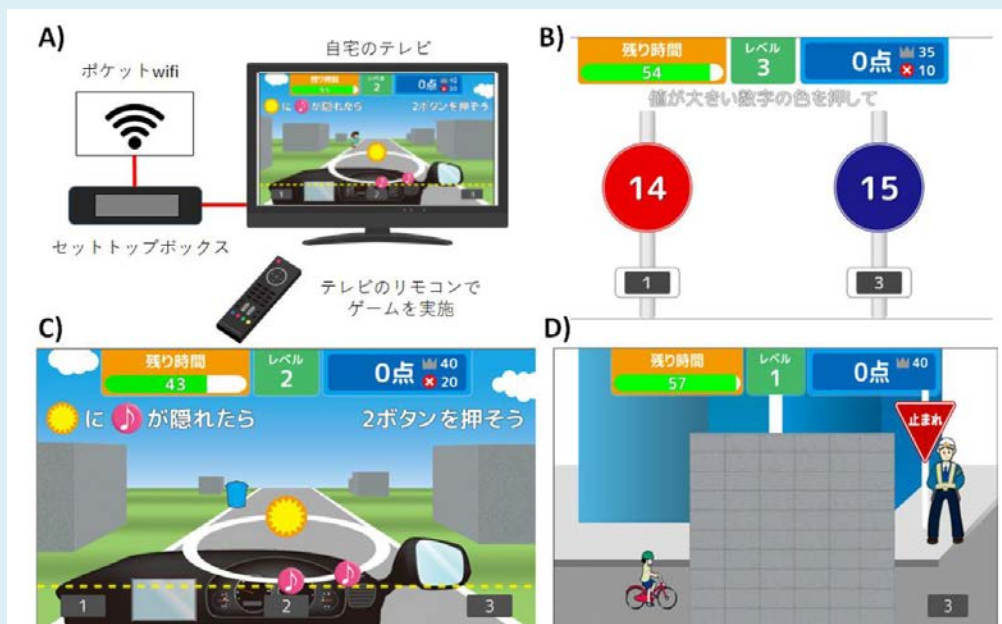 A)
自宅のテレビ
ポケットwifi
残り時間
レベル
2
0点
に
が隠れたら
2ボタンを押そう
1
2
3
セットトップボックス
テレビのリモコンで
ゲームを実施
B)
残り時間
54
レベル
3
0点
35
10
値が大きい数字の色を押して
14
15
1
3
C)
残り時間
43
レベル
2
0点
40
20
に
が隠れたら
2ボタンを押そう
1
2
3
D)
残り時間
57
レベル
1
0点
40
止まれ
3